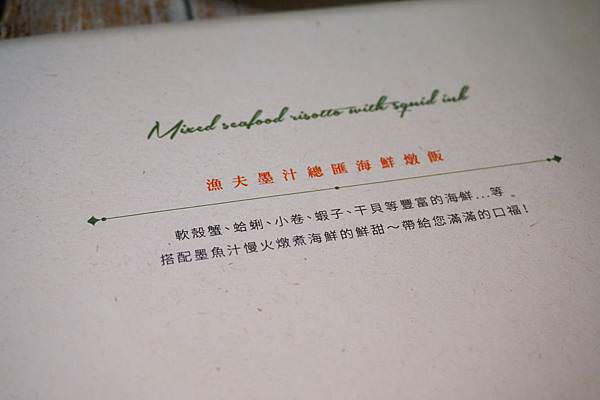 Mixed seafood risotto with squid ink
漁夫墨汁總匯海鮮燉飯
軟殼蟹、蛤蜊、小卷、蝦子、干貝等豐富的海鮮...等
搭配墨魚汁慢火燉煮海鮮的鮮甜～帶給您滿滿的口福!